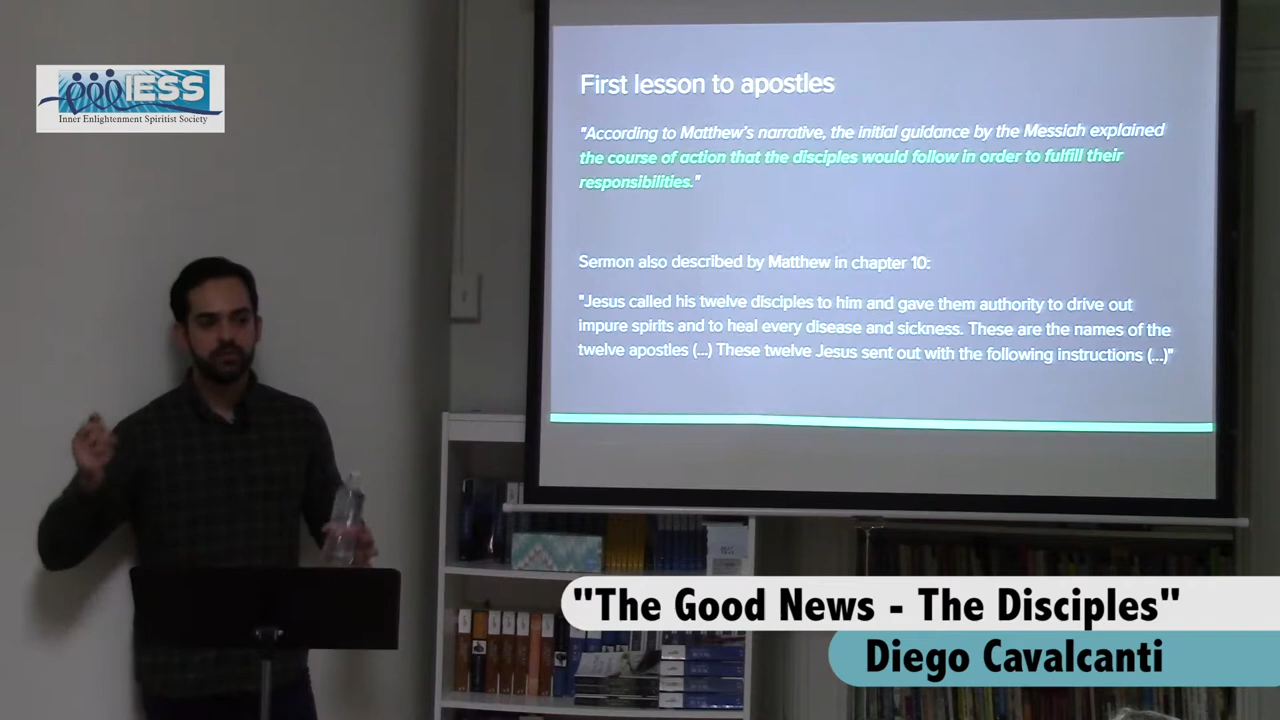 IESS
Inner Enlightenment Spiritist Society
First lesson to apostles
"According to Matthew's narrative, the initial guidance by the Messiah explained
the course of action that the disciples would follow in order to fulfill their
responsibilities."
Sermon also described by Matthew in chapter 10:
"Jesus called his twelve disciples to him and gave them authority to drive out
impure spirits and to heal every disease and sickness. These are the names of the
twelve apostles (...) These twelve Jesus sent out with the following instructions (...)"
"The Good News - The Disciples"
Diego Cavalcanti